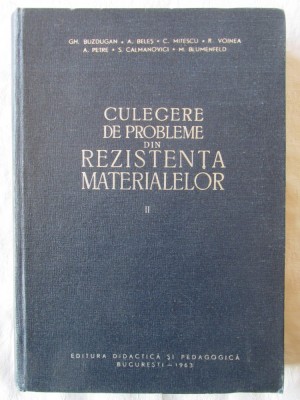 GH. BUZDUGAN • A. BELEȘ • C. MITESCU • R. VOINEA
A. PETRE • S. CALMANOVICI • M. BLUMENFELD
CULEGERE
DE PROBLEME
DIN
REZISTENȚA
MATERIALELOR
II
EDITURA DIDACTICĂ ȘI PEDAGOGICĂ
BUCUREȘTI — 1963